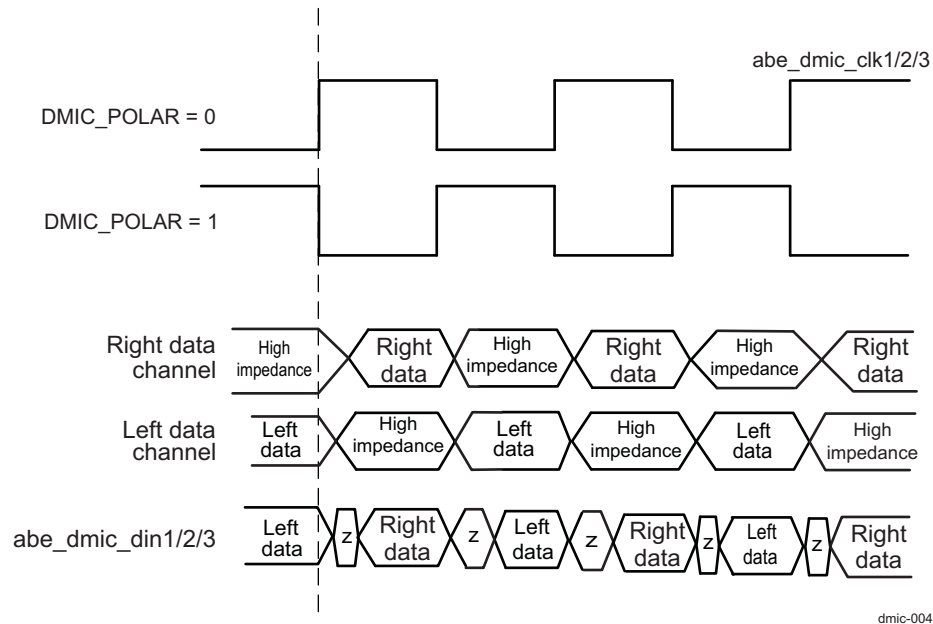 abe_dmic_clk1/2/3
DMIC_POLAR = 0
DMIC_POLAR = 1
Right data
channel
High
impedance
Right
data
High
impedance
Right
data
High
impedance
Right
data
Left data
channel
Left
data
High
impedance
Left
data
High
impedance
Left
data
High
impedance
abe_dmic_din1/2/3
Left
data
z
Right
data
z
Left
data
z
Right
data
z
Left
data
z
Right
data
dmic-004